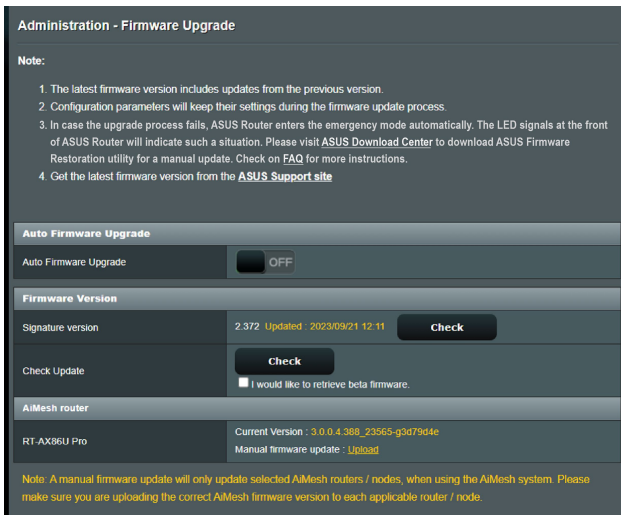 Administration - Firmware Upgrade
Note:
1. The latest firmware version includes updates from the previous version.
2. Configuration parameters will keep their settings during the firmware update process.
3. In case the upgrade process fails, ASUS Router enters the emergency mode automatically. The LED signals at the front
of ASUS Router will indicate such a situation. Please visit ASUS Download Center to download ASUS Firmware
Restoration utility for a manual update. Check on FAQ for more instructions.
4. Get the latest firmware version from the ASUS Support site
Auto Firmware Upgrade
Auto Firmware Upgrade OFF
Firmware Version
Signature version 2.372 Updated : 2023/09/21 12:11 Check
Check Update Check
I would like to retrieve beta firmware.
AiMesh router
RT-AX86U Pro Current Version : 3.0.0.4.388_23565-g3d79d4e
Manual firmware update : Upload
Note: A manual firmware update will only update selected AiMesh routers / nodes, when using the AiMesh system. Please
make sure you are uploading the correct AiMesh firmware version to each applicable router / node.